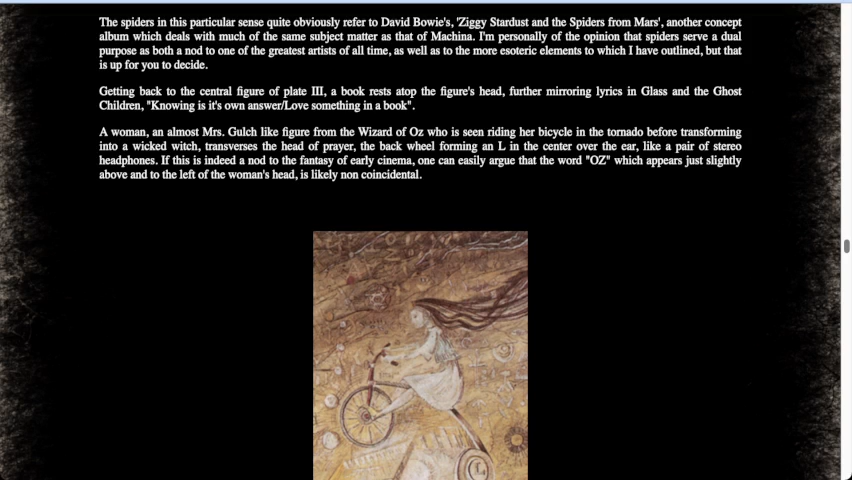 The spiders in this particular sense quite obviously refer to David Bowie's, 'Ziggy Stardust and the Spiders from Mars', another concept
album which deals with much of the same subject matter as that of Machina. I'm personally of the opinion that spiders serve a dual
purpose as both a nod to one of the greatest artists of all time, as well as to the more esoteric elements to which I have outlined, but that
is up for you to decide.
Getting back to the central figure of plate III, a book rests atop the figure's head, further mirroring lyrics in Glass and the Ghost
Children, "Knowing is it's own answer/Love something in a book".
A woman, an almost Mrs. Gulch like figure from the Wizard of Oz who is seen riding her bicycle in the tornado before transforming
into a wicked witch, transverses the head of prayer, the back wheel forming an L in the center over the ear, like a pair of stereo
headphones. If this is indeed a nod to the fantasy of early cinema, one can easily argue that the word "OZ" which appears just slightly
above and to the left of the woman's head, is likely non coincidental.
L